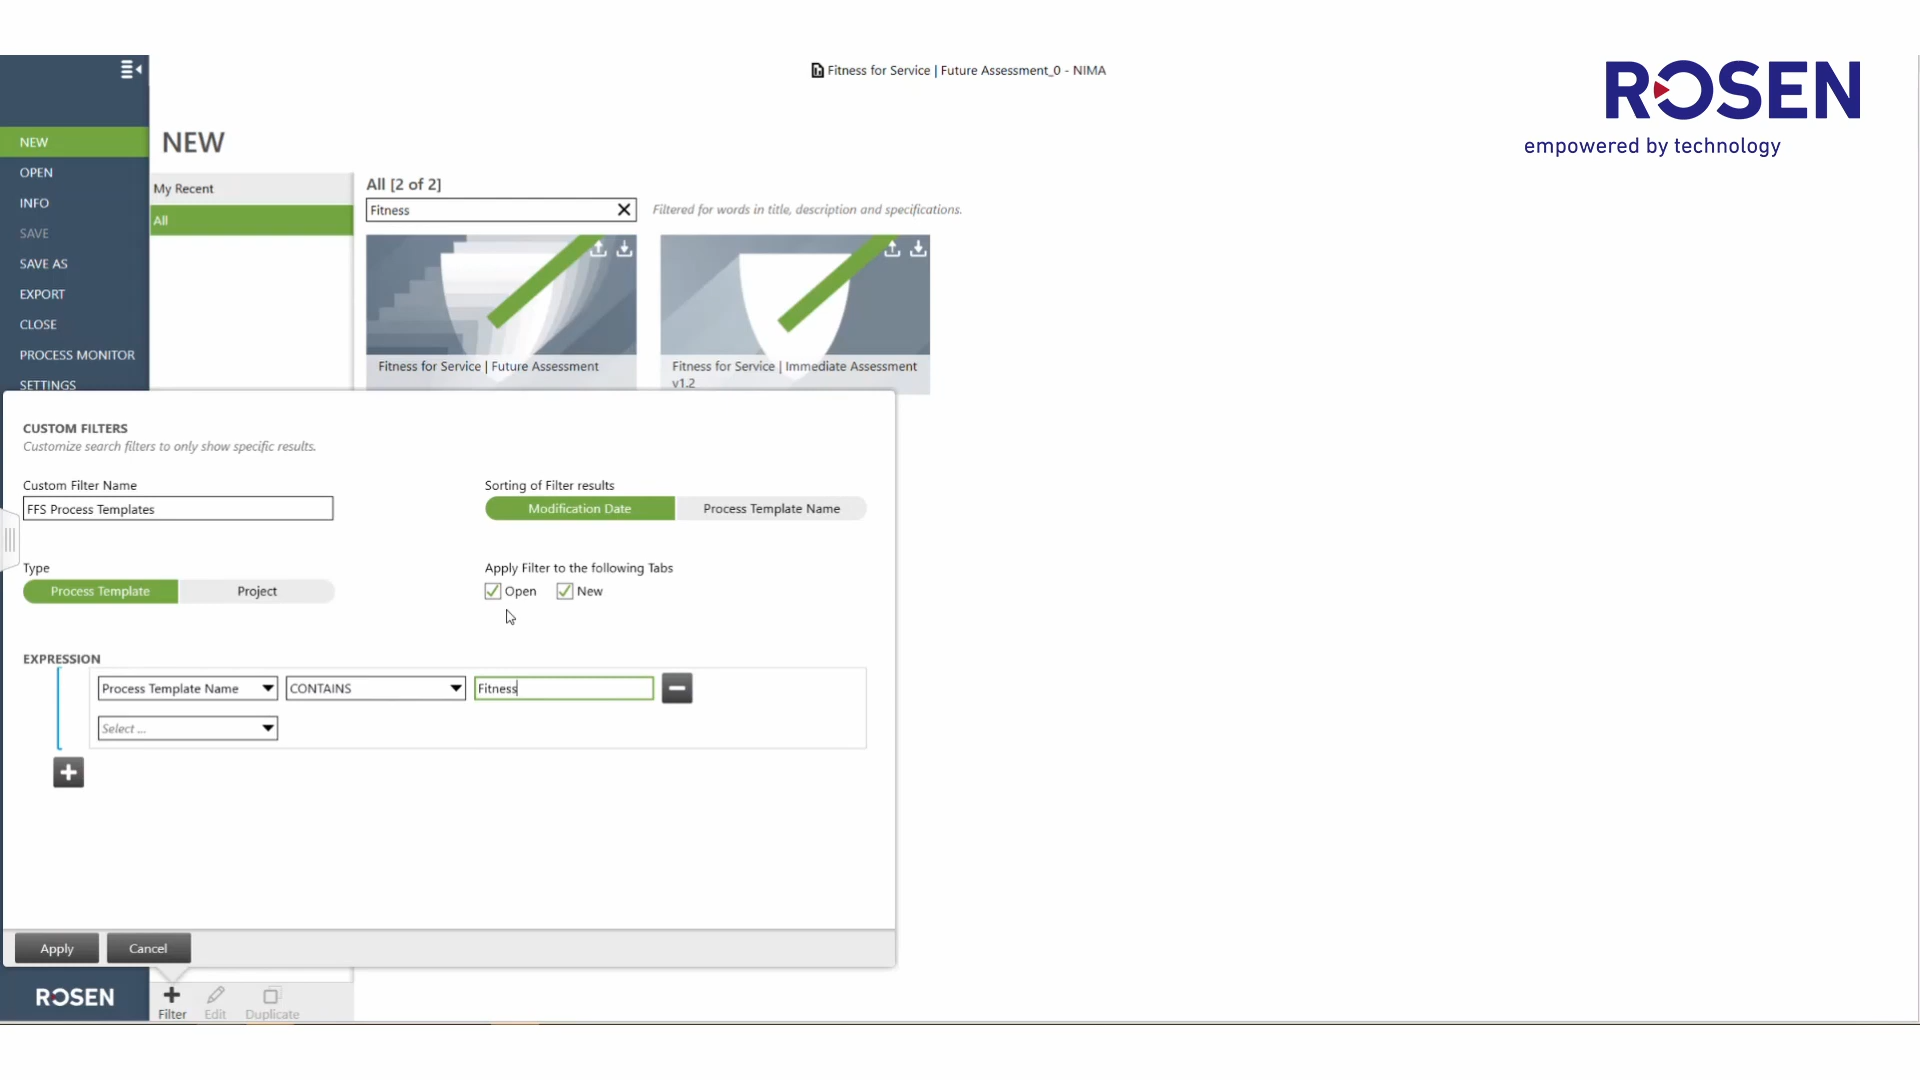 Fitness for Service | Future Assessment_0 - NIMA
ROSEN
empowered by technology
NEW
OPEN
INFO
SAVE
SAVE AS
EXPORT
CLOSE
PROCESS MONITOR
SETTINGS
NEW
My Recent
All
All [2 of 2]
Fitness
Filtered for words in title, description and specifications.
Fitness for Service | Future Assessment
Fitness for Service | Immediate Assessment
v1.2
CUSTOM FILTERS
Customize search filters to only show specific results.
Custom Filter Name
FFS Process Templates
Sorting of Filter results
Modification Date
Process Template Name
Type
Process Template
Project
Apply Filter to the following Tabs
Open
New
EXPRESSION
Process Template Name
CONTAINS
Fitness
Select ...
Apply
Cancel
ROSEN
Filter
Edit
Duplicate